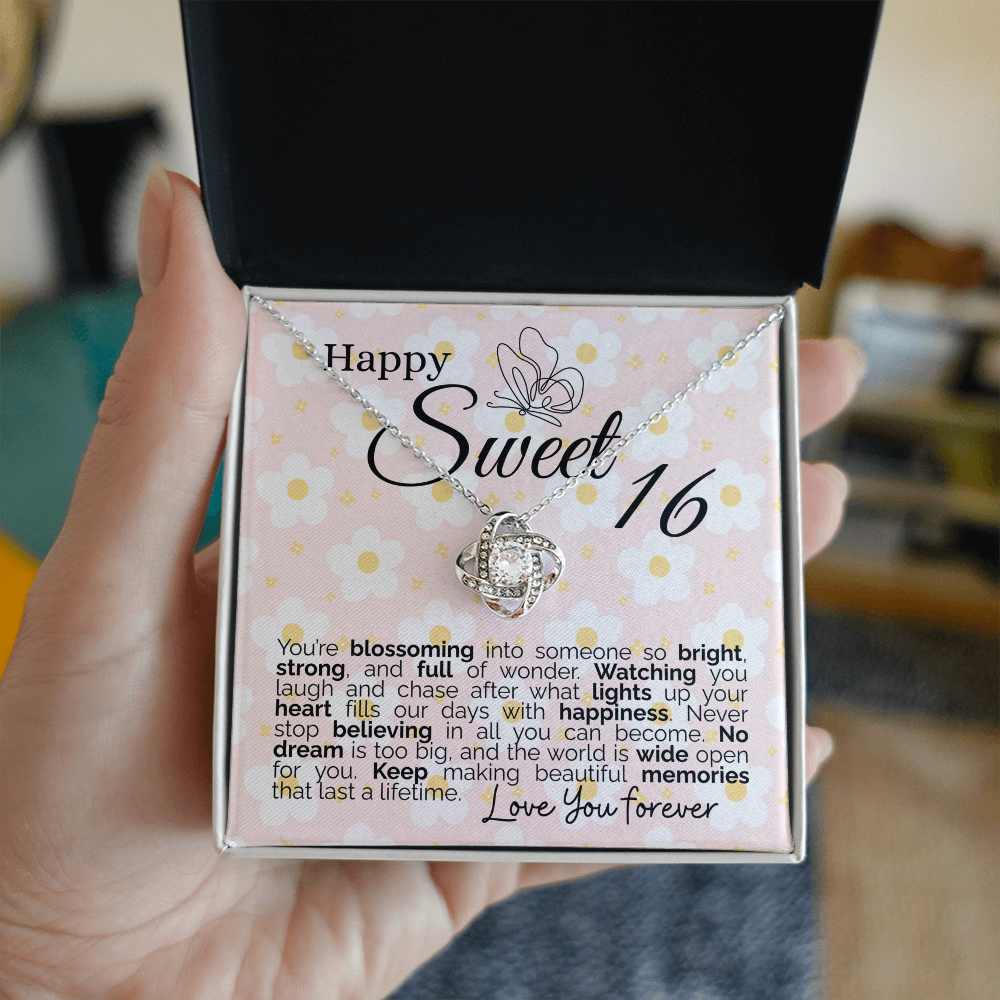 Happy
Sweet
16
You're blossoming into someone so bright,
strong, and full of wonder. Watching you
laugh and chase after what lights up your
heart fills our days with happiness. Never
stop believing in all you can become. No
dream is too big, and the world is wide open
for you. Keep making beautiful memories
that last a lifetime.
Love You forever